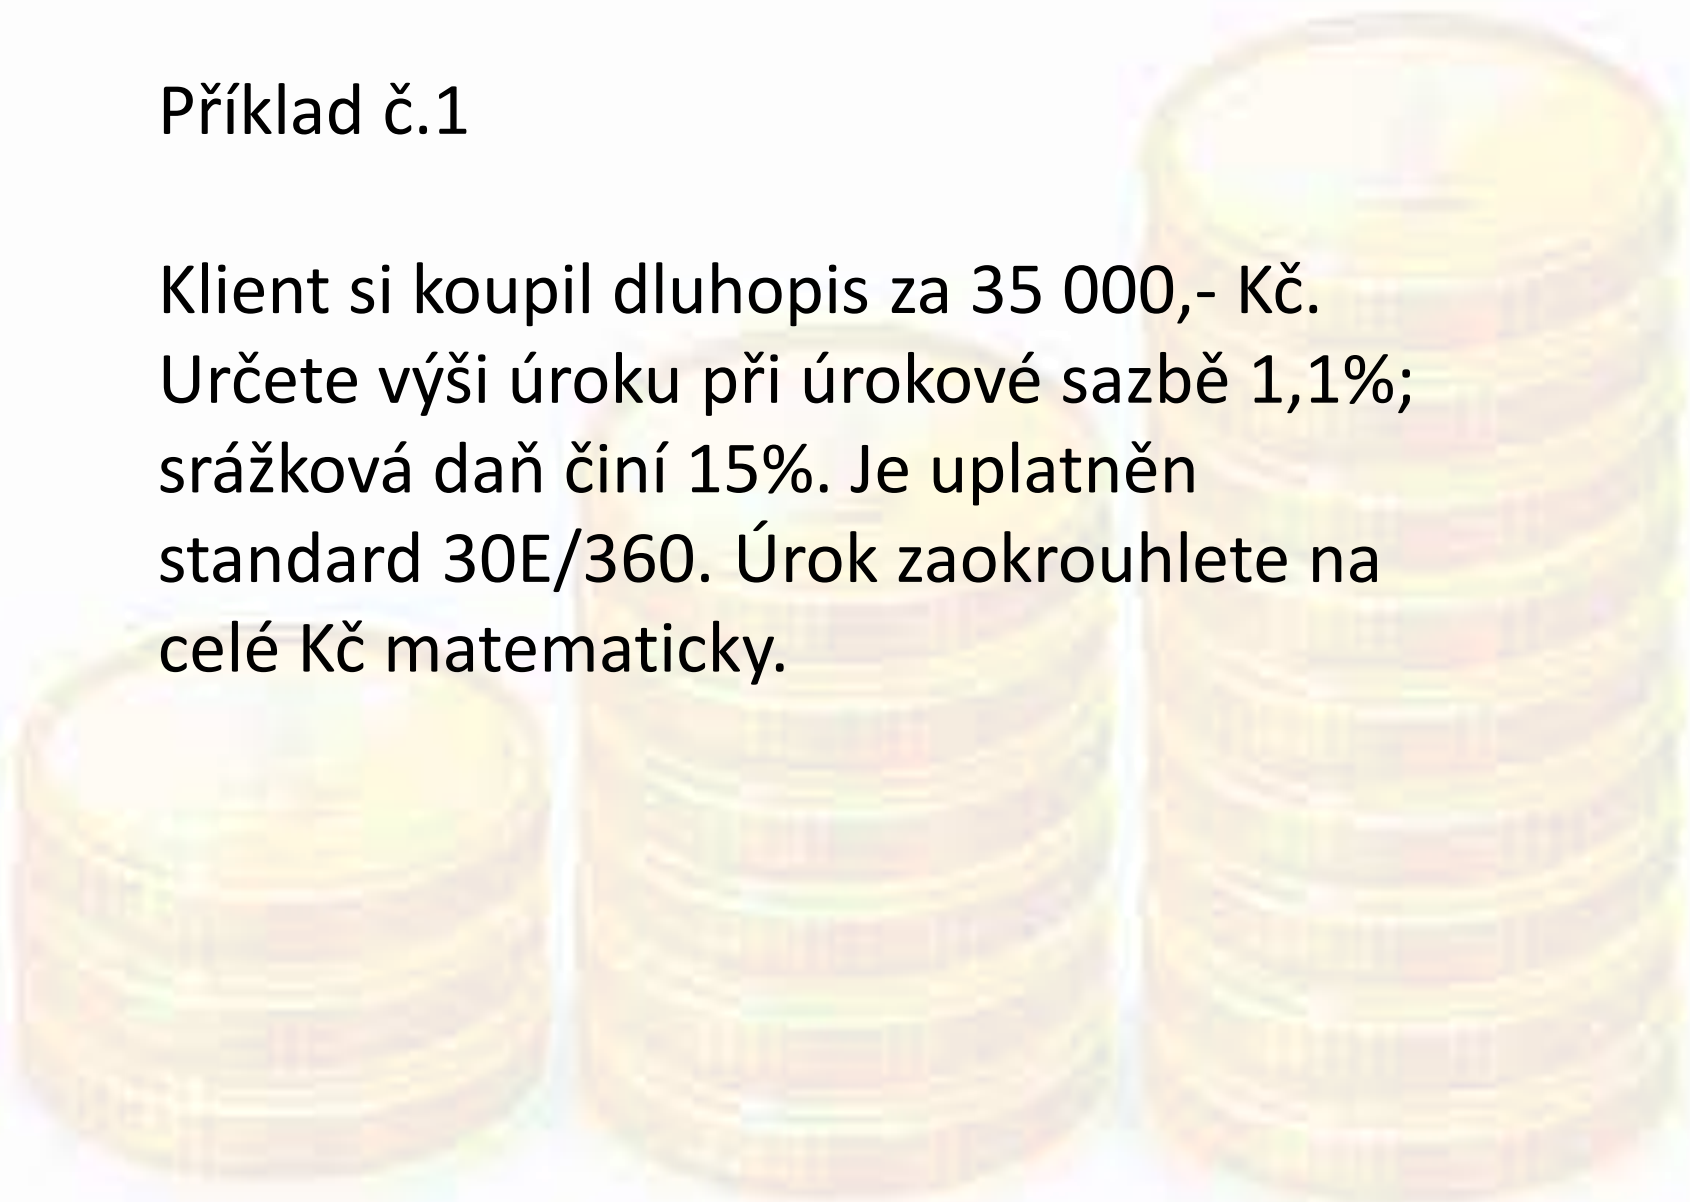 Příklad č.1
Klient si koupil dluhopis za 35 000,- Kč.
Určete výši úroku při úrokové sazbě 1,1%;
srážková daň činí 15%. Je uplatněn
standard 30E/360. Úrok zaokrouhlete na
celé Kč matematicky.